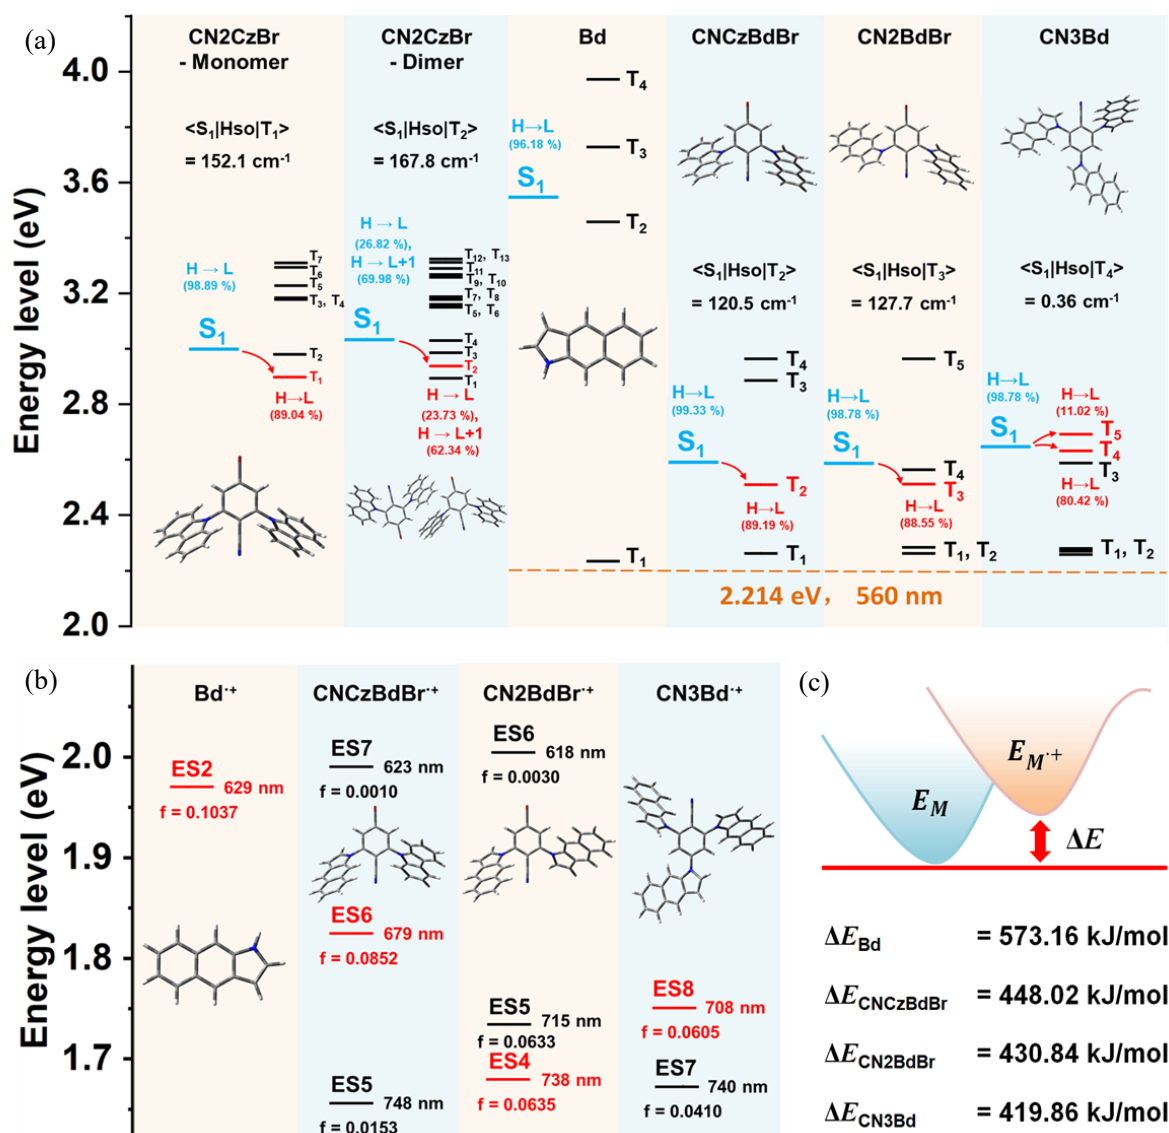 (a)
Energy level (eV)
4.0
3.6
3.2
2.8
2.4
2.0
CN2CzBr
- Monomer
<S₁|Hso|T₁>
= 152.1 cm⁻¹
H→L
(98.89 %)
S₁
T₇
T₆
T₅
T₃, T₄
T₂
T₁
H→L
(89.04 %)
CN2CzBr
- Dimer
<S₁|Hso|T₂>
= 167.8 cm⁻¹
H→L
(26.82 %),
H→L+1
(69.98 %)
S₁
T₁₂, T₁₃
T₁₁
T₉, T₁₀
T₇, T₈
T₅, T₆
T₄
T₃
T₂
T₁
H→L
(23.73 %),
H→L+1
(62.34 %)
Bd
H→L
(96.18 %)
S₁
T₄
T₃
T₂
T₁
CNCzBdBr
<S₁|Hso|T₂>
= 120.5 cm⁻¹
H→L
(99.33 %)
S₁
T₄
T₃
T₂
H→L
(89.19 %)
T₁
CN2BdBr
<S₁|Hso|T₃>
= 127.7 cm⁻¹
H→L
(98.78 %)
S₁
T₅
T₄
T₃
H→L
(88.55 %)
T₁, T₂
CN3Bd
<S₁|Hso|T₄>
= 0.36 cm⁻¹
H→L
(98.78 %)
S₁
H→L
(11.02 %)
T₅
T₄
T₃
H→L
(80.42 %)
T₁, T₂
2.214 eV， 560 nm
(b)
Energy level (eV)
2.0
1.9
1.8
1.7
Bd·⁺
ES2
629 nm
f = 0.1037
CNCzBdBr·⁺
ES7
623 nm
f = 0.0010
ES6
679 nm
f = 0.0852
ES5
748 nm
f = 0.0153
CN2BdBr·⁺
ES6
618 nm
f = 0.0030
ES5
715 nm
f = 0.0633
ES4
738 nm
f = 0.0635
CN3Bd·⁺
ES8
708 nm
f = 0.0605
ES7
740 nm
f = 0.0410
(c)
E_M
E_M·⁺
ΔE
ΔE_Bd = 573.16 kJ/mol
ΔE_CNCzBdBr = 448.02 kJ/mol
ΔE_CN2BdBr = 430.84 kJ/mol
ΔE_CN3Bd = 419.86 kJ/mol